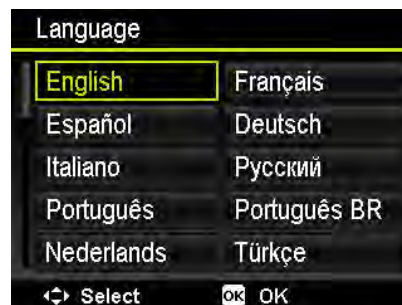 Language
English Français
Español Deutsch
Italiano Русский
Português Português BR
Nederlands Türkçe
Select OK OK